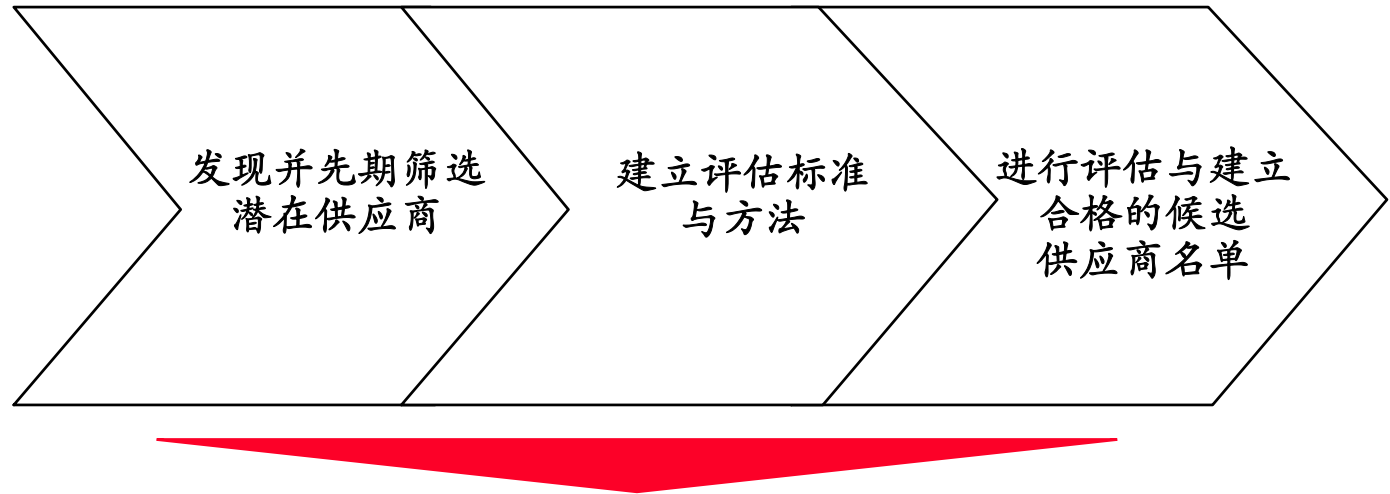 发现并先期筛选
潜在供应商
建立评估标准
与方法
进行评估与建立
合格的候选
供应商名单